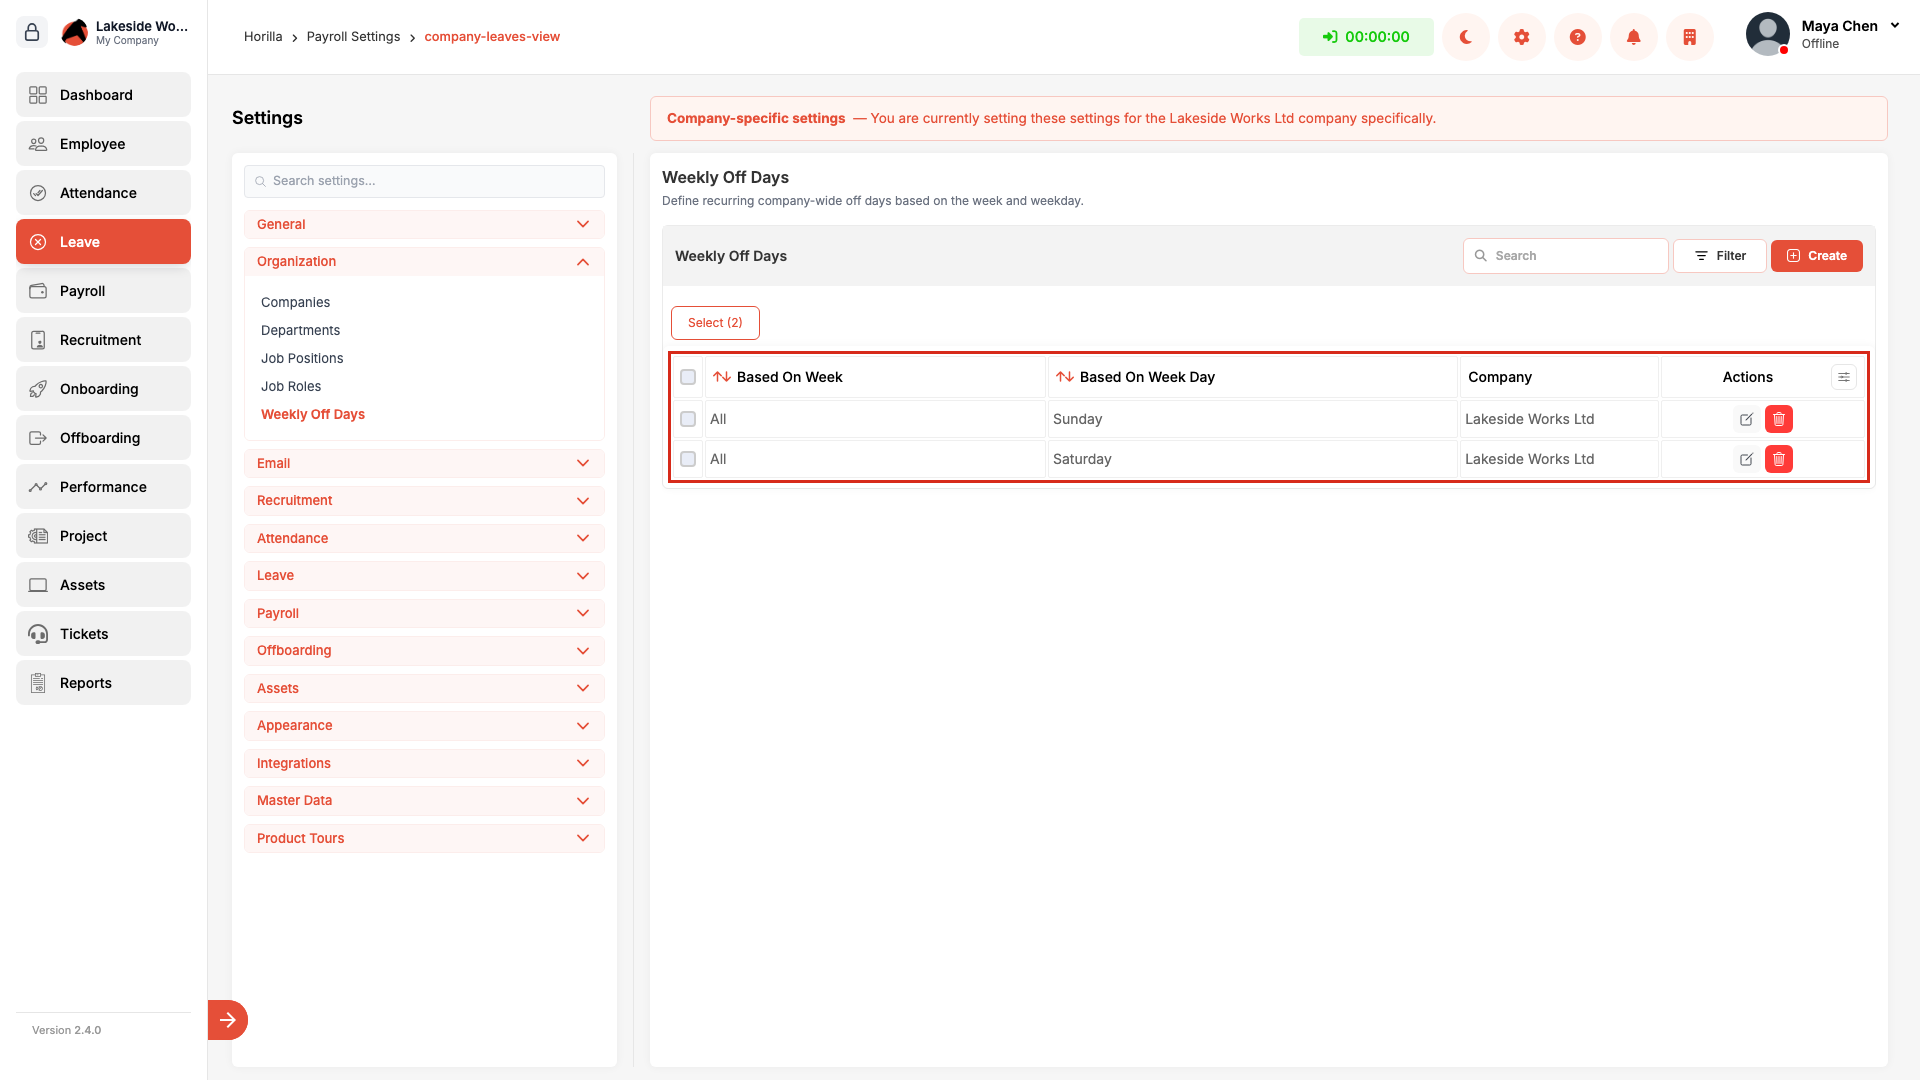 Lakeside Wo...
My Company
Dashboard
Employee
Attendance
Leave
Payroll
Recruitment
Onboarding
Offboarding
Performance
Project
Assets
Tickets
Reports
Version 2.4.0
Horilla > Payroll Settings > company-leaves-view
00:00:00
Maya Chen
Offline
Settings
Search settings...
General
Organization
Companies
Departments
Job Positions
Job Roles
Weekly Off Days
Email
Recruitment
Attendance
Leave
Payroll
Offboarding
Assets
Appearance
Integrations
Master Data
Product Tours
Company-specific settings — You are currently setting these settings for the Lakeside Works Ltd company specifically.
Weekly Off Days
Define recurring company-wide off days based on the week and weekday.
Weekly Off Days
Search
Filter
Create
Select (2)
Based On Week Based On Week Day Company Actions
All Sunday Lakeside Works Ltd
All Saturday Lakeside Works Ltd